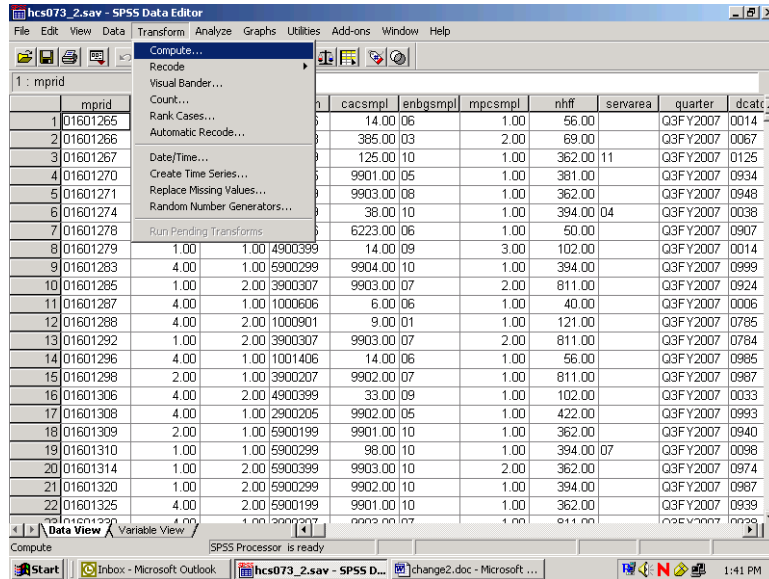 hcs073_2.sav - SPSS Data Editor
File Edit View Data Transform Analyze Graphs Utilities Add-ons Window Help
Compute...
Recode
Visual Bander...
Count...
Rank Cases...
Automatic Recode...
Date/Time...
Create Time Series...
Replace Missing Values...
Random Number Generators...
Run Pending Transforms
1 : mprid
mprid cacsmpl enbgsmpl mpcsmpl nhff servarea quarter dcatc
1 01601265 14.00 06 1.00 56.00 Q3FY2007 0014
2 01601266 385.00 03 2.00 69.00 Q3FY2007 0067
3 01601267 125.00 10 1.00 362.00 11 Q3FY2007 0125
4 01601270 9901.00 05 1.00 381.00 Q3FY2007 0934
5 01601271 9903.00 08 1.00 362.00 Q3FY2007 0948
6 01601274 38.00 10 1.00 394.00 04 Q3FY2007 0038
7 01601278 6223.00 06 1.00 50.00 Q3FY2007 0907
8 01601279 1.00 1.00 4900399 14.00 09 3.00 102.00 Q3FY2007 0014
9 01601283 4.00 1.00 5900299 9904.00 10 1.00 394.00 Q3FY2007 0999
10 01601285 1.00 2.00 3900307 9903.00 07 2.00 811.00 Q3FY2007 0924
11 01601287 4.00 2.00 1000606 6.00 06 1.00 40.00 Q3FY2007 0006
12 01601288 4.00 2.00 1000901 9.00 01 1.00 121.00 Q3FY2007 0785
13 01601292 1.00 2.00 3900307 9903.00 07 2.00 811.00 Q3FY2007 0784
14 01601296 4.00 1.00 1001406 14.00 06 1.00 56.00 Q3FY2007 0985
15 01601298 2.00 1.00 3900207 9902.00 07 1.00 811.00 Q3FY2007 0987
16 01601306 4.00 2.00 4900399 33.00 09 1.00 102.00 Q3FY2007 0033
17 01601308 4.00 1.00 2900205 9902.00 05 1.00 422.00 Q3FY2007 0993
18 01601309 2.00 1.00 5900199 9901.00 10 1.00 362.00 Q3FY2007 0940
19 01601310 1.00 1.00 5900299 98.00 10 1.00 394.00 07 Q3FY2007 0098
20 01601314 1.00 2.00 5900399 9903.00 10 2.00 362.00 Q3FY2007 0974
21 01601320 1.00 2.00 5900299 9902.00 10 1.00 394.00 Q3FY2007 0987
22 01601325 4.00 2.00 5900199 9901.00 10 1.00 362.00 Q3FY2007 0939
Data View Variable View
Compute SPSS Processor is ready
Start Inbox - Microsoft Outlook hcs073_2.sav - SPSS D... change2.doc - Microsoft ... 1:41 PM